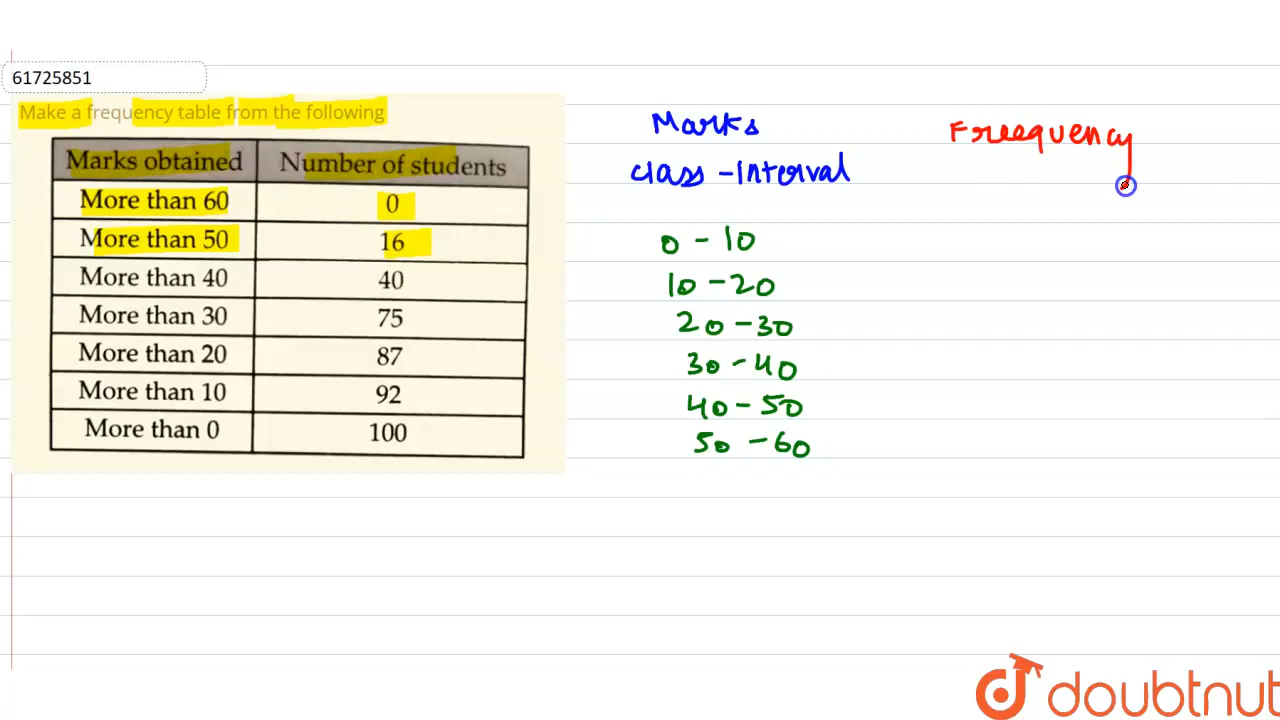 61725851
Make a frequency table from the following
Marks obtained Number of students
More than 60 0
More than 50 16
More than 40 40
More than 30 75
More than 20 87
More than 10 92
More than 0 100
Marks
Class - Interval
Freequency
0 - 10
10 - 20
20 - 30
30 - 40
40 - 50
50 - 60
doubtnut